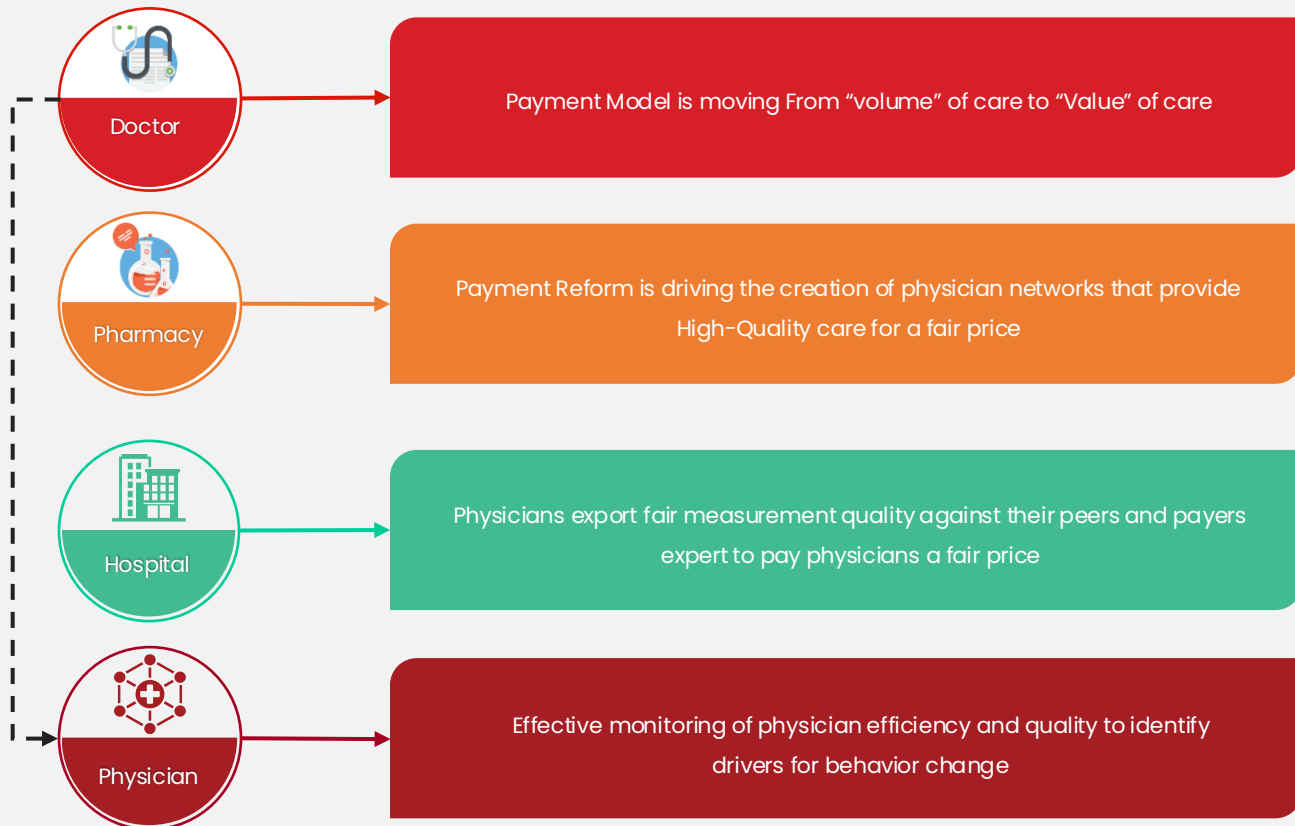 Doctor
Payment Model is moving From “volume” of care to “Value” of care
Pharmacy
Payment Reform is driving the creation of physician networks that provide
High-Quality care for a fair price
Hospital
Physicians export fair measurement quality against their peers and payers
expert to pay physicians a fair price
Physician
Effective monitoring of physician efficiency and quality to identify
drivers for behavior change